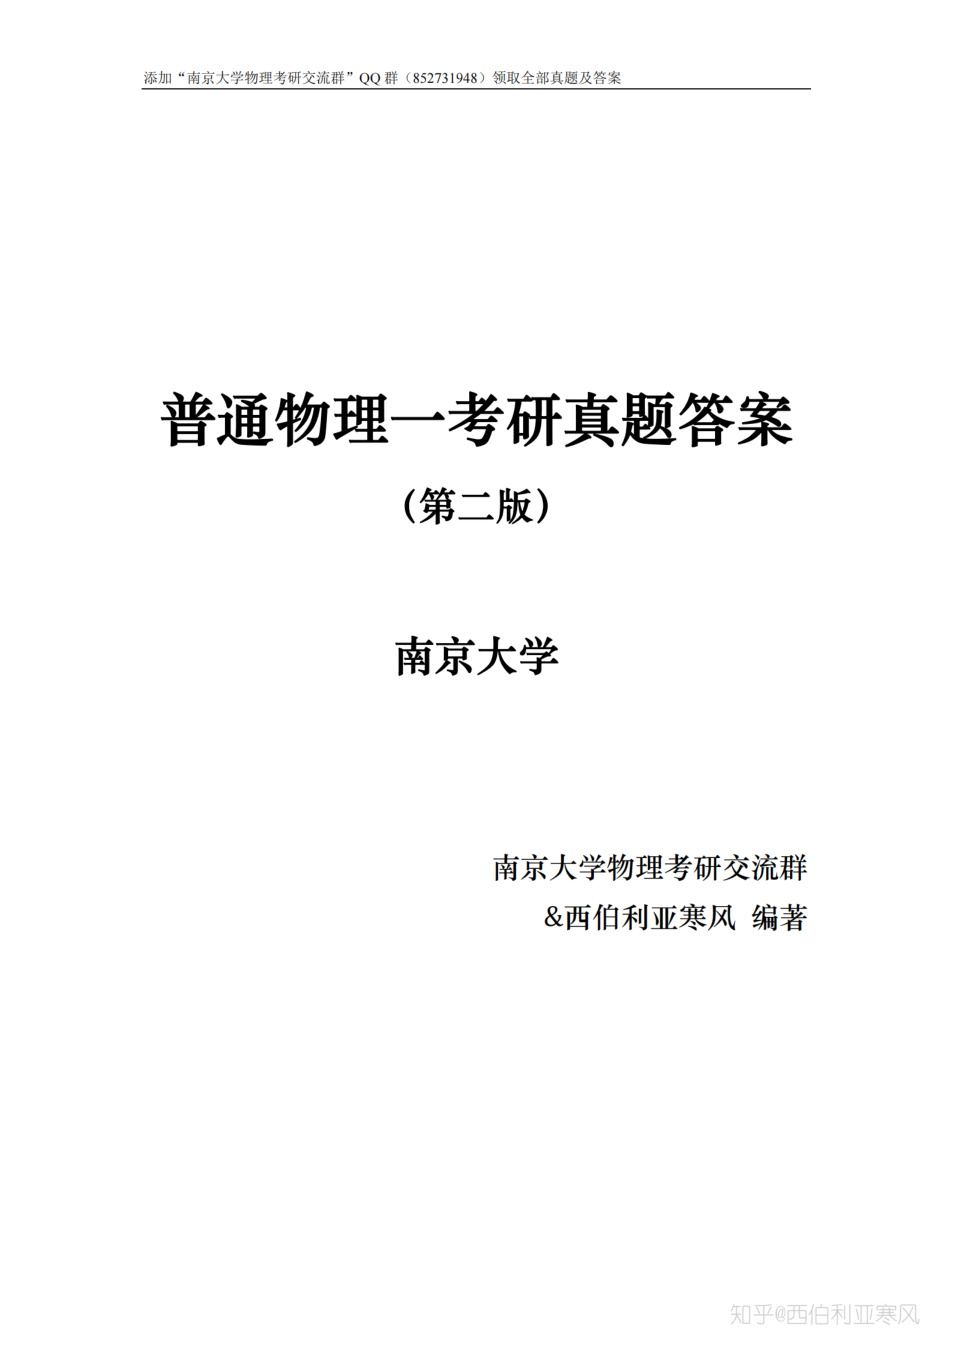 添加“南京大学物理考研交流群”QQ 群（852731948）领取全部真题及答案
普通物理一考研真题答案
（第二版）
南京大学
南京大学物理考研交流群
&西伯利亚寒风 编著
知乎@西伯利亚寒风